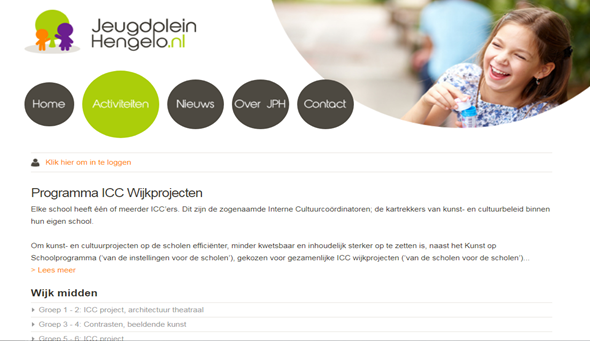 Jeugdplein
Hengelo.nl
Home Activiteiten Nieuws Over JPH Contact
Klik hier om in te loggen
Programma ICC Wijkprojecten
Elke school heeft één of meerder ICC'ers. Dit zijn de zogenaamde Interne Cultuurcoördinatoren; de kartrekkers van kunst- en cultuurbeleid binnen
hun eigen school.
Om kunst- en cultuurprojecten op de scholen efficiënter, minder kwetsbaar en inhoudelijk sterker op te zetten is, naast het Kunst op
Schoolprogramma ('van de instellingen voor de scholen'), gekozen voor gezamenlijke ICC wijkprojecten ('van de scholen voor de scholen')...
> Lees meer
Wijk midden
Groep 1 - 2: ICC project, architectuur theatraal
Groep 3 - 4: Contrasten, beeldende kunst
Groep 5 - 6: ICC project